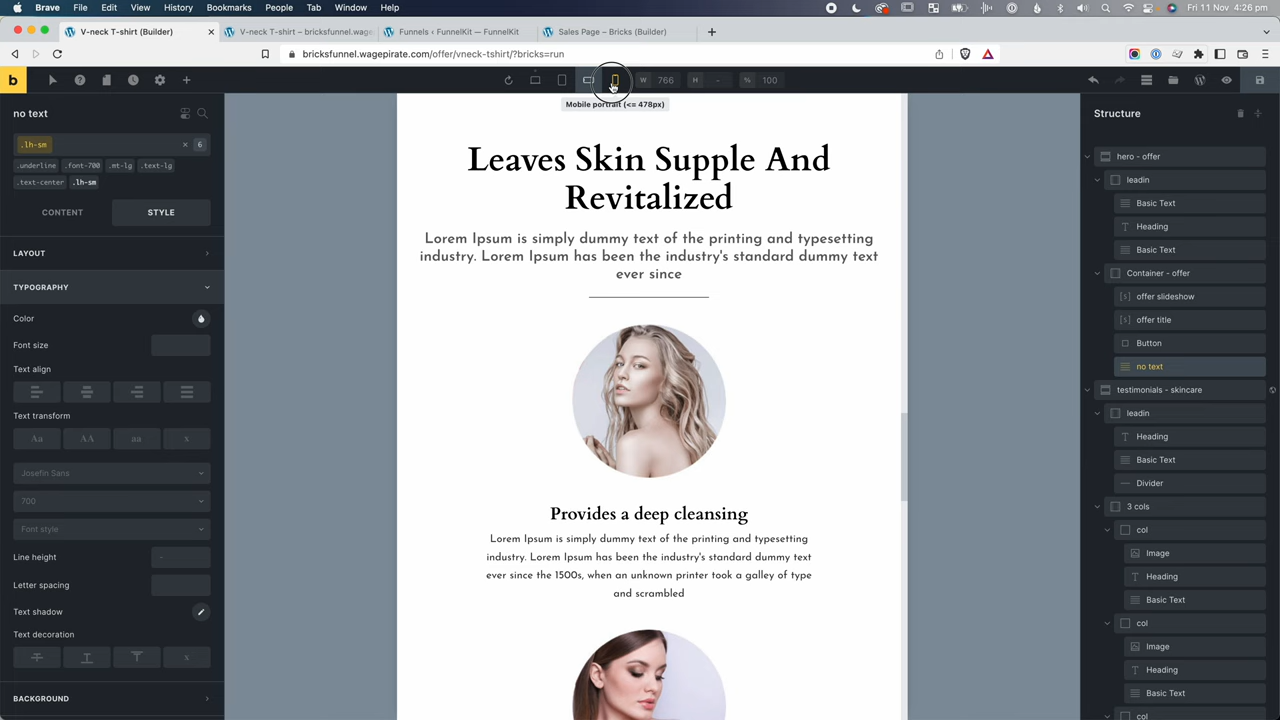 Brave File Edit View History Bookmarks People Tab Window Help
Fri 11 Nov 4:26 pm
V-neck T-shirt (Builder)
V-neck T-shirt – bricksfunnel.wage
Funnels ‹ FunnelKit — WordPress
Sales Page – Bricks (Builder)
bricksfunnel.wagepirate.com/offer/vneck-tshirt/?bricks=run
b
W 766 H - % 100
Mobile portrait (<= 478px)
no text
.lh-sm
× 6
.underline .font-700 .mt-lg .text-lg
.text-center .lh-sm
CONTENT STYLE
LAYOUT
TYPOGRAPHY
Color
Font size
Text align
Text transform
Aa AA aa x
Josefin Sans
700
Font style
Line height -
Letter spacing
Text shadow
Text decoration
x
BACKGROUND
Leaves Skin Supple And
Revitalized
Lorem Ipsum is simply dummy text of the printing and typesetting
industry. Lorem Ipsum has been the industry's standard dummy text
ever since
Provides a deep cleansing
Lorem Ipsum is simply dummy text of the printing and typesetting
industry. Lorem Ipsum has been the industry's standard dummy text
ever since the 1500s, when an unknown printer took a galley of type
and scrambled
Structure
hero - offer
leadin
Basic Text
Heading
Basic Text
Container - offer
offer slideshow
offer title
Button
no text
testimonials - skincare
leadin
Heading
Basic Text
Divider
3 cols
col
Image
Heading
Basic Text
col
Image
Heading
Basic Text
col